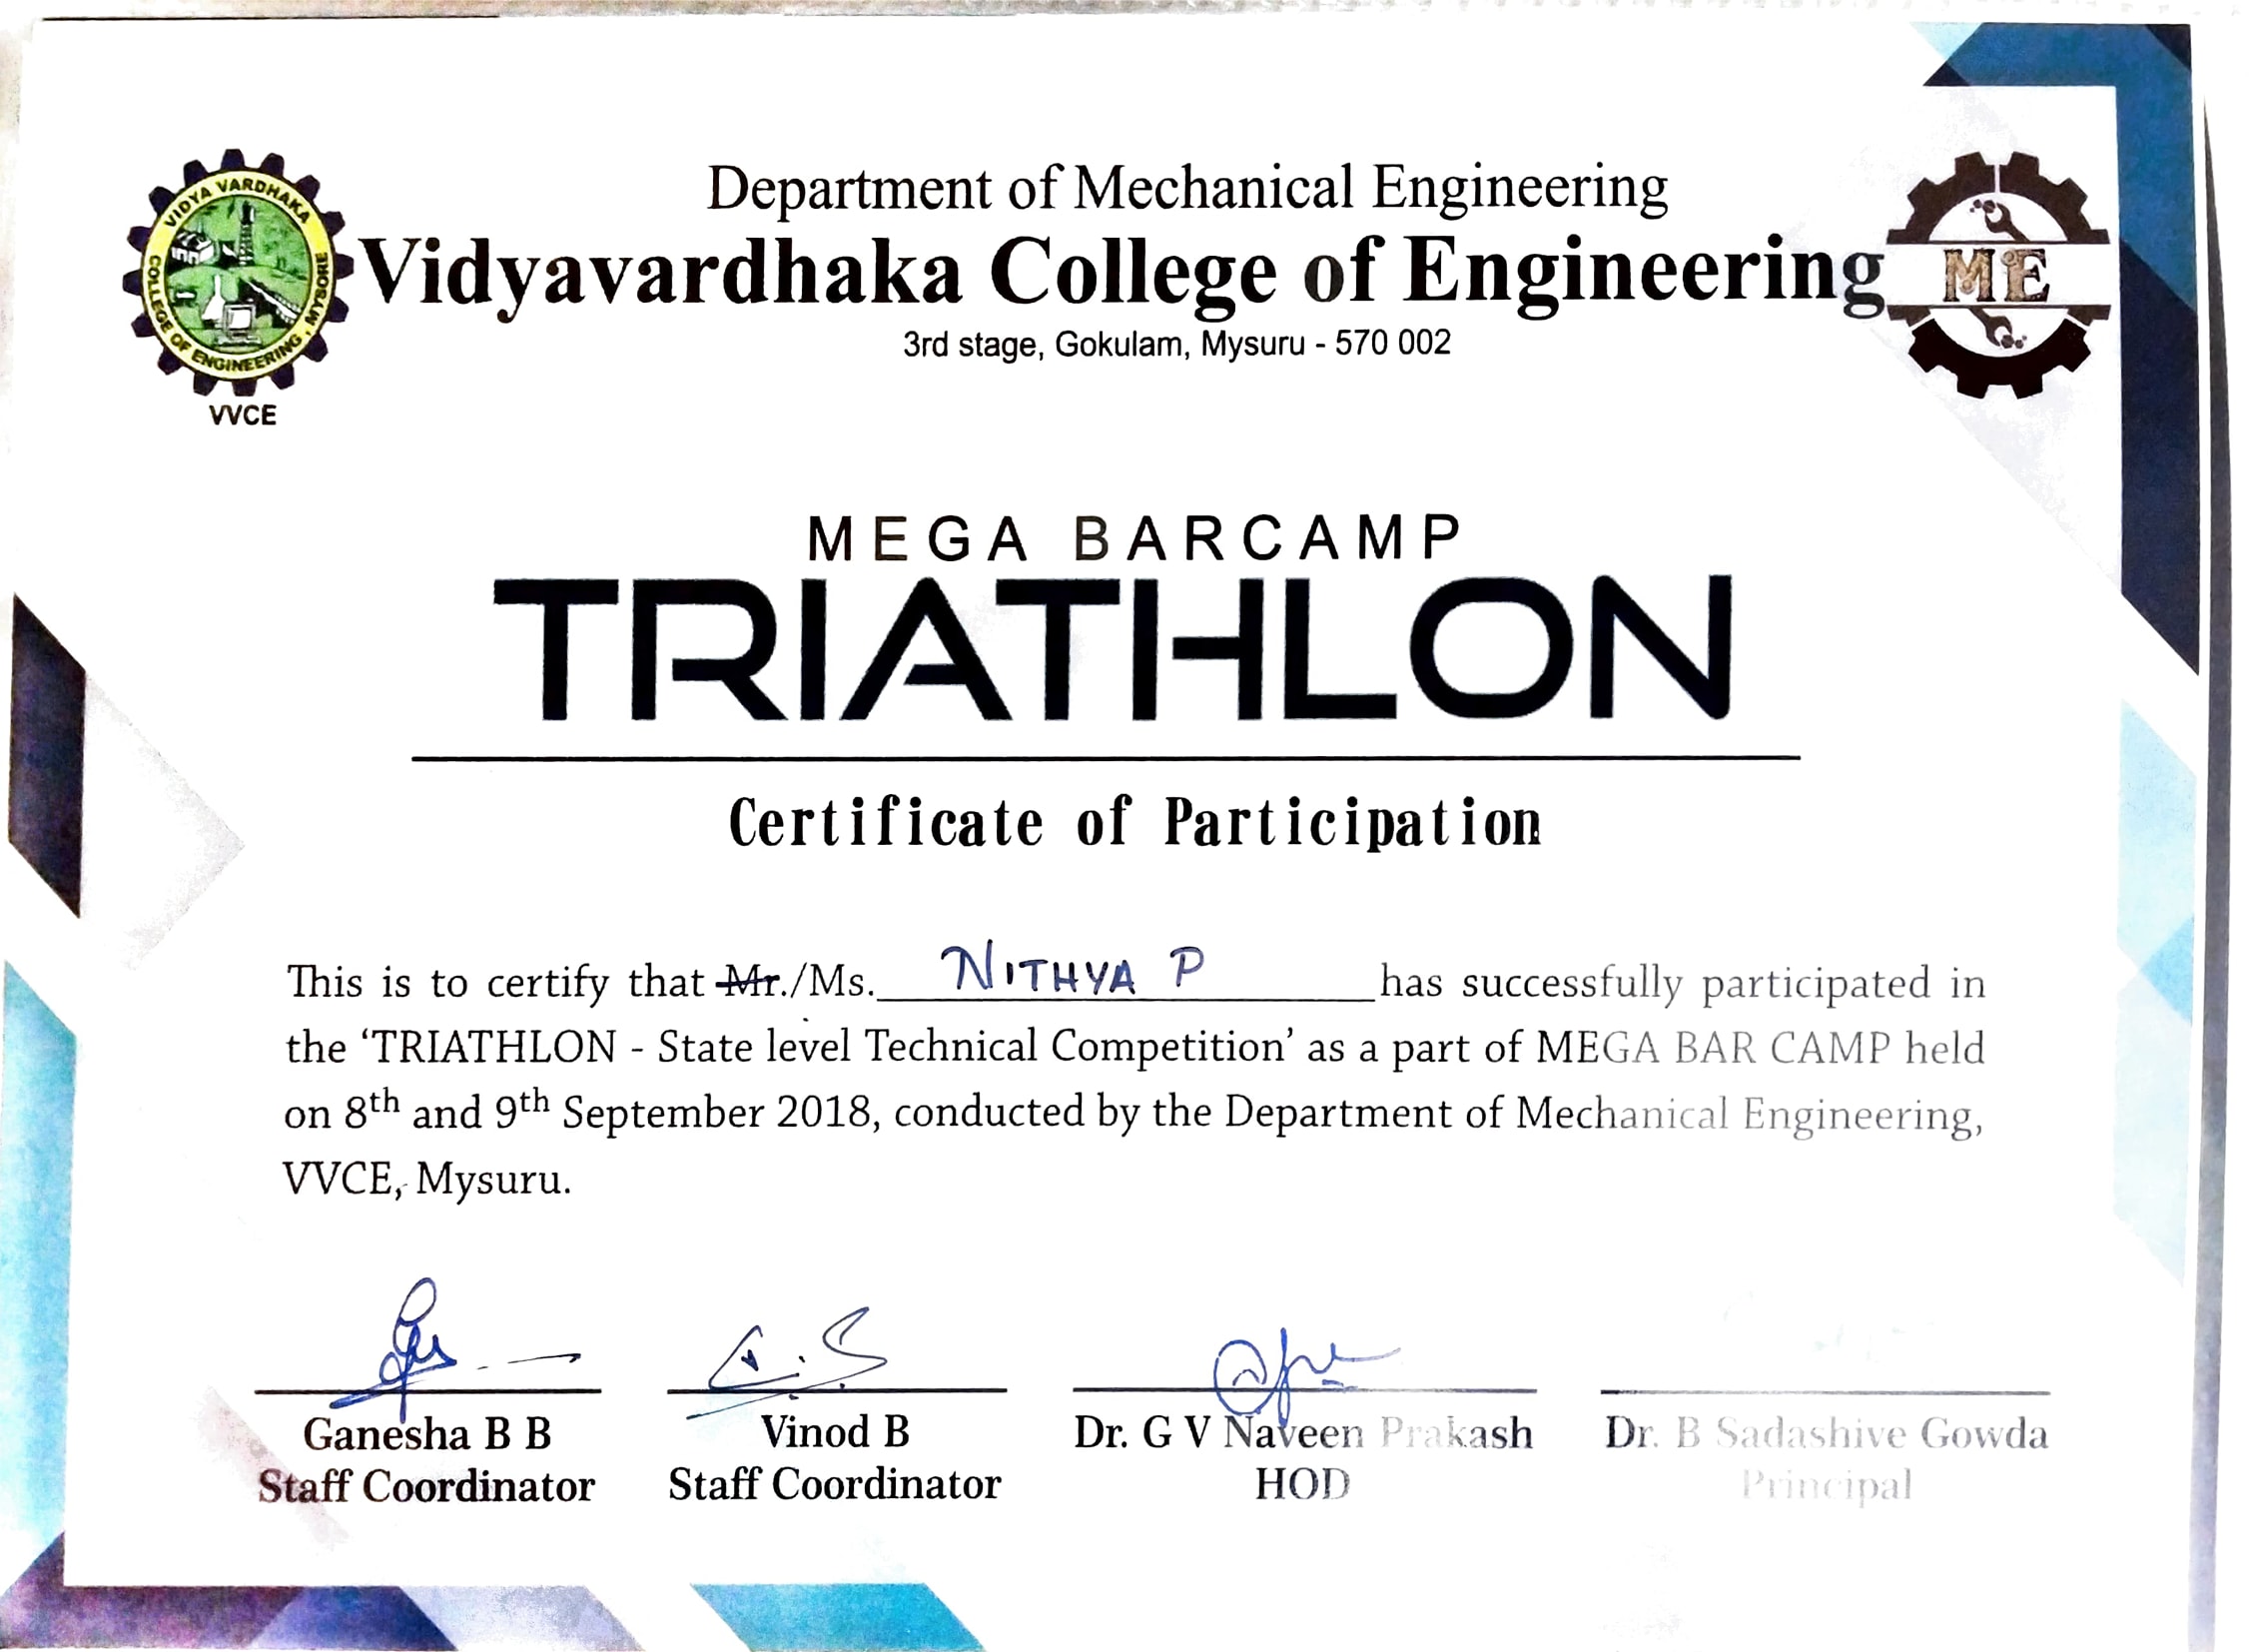 Department of Mechanical Engineering
Vidyavardhaka College of Engineering
3rd stage, Gokulam, Mysuru - 570 002
VIDYA VARDHAKA
COLLEGE OF ENGINEERING, MYSORE
VVCE
ME
MEGA BARCAMP
TRIATHLON
Certificate of Participation
This is to certify that Mr./Ms. NITHYA P has successfully participated in
the ‘TRIATHLON - State level Technical Competition’ as a part of MEGA BAR CAMP held
on 8th and 9th September 2018, conducted by the Department of Mechanical Engineering,
VVCE, Mysuru.
Ganesha B B
Staff Coordinator
Vinod B
Staff Coordinator
Dr. G V Naveen Prakash
HOD
Dr. B Sadashive Gowda
Principal